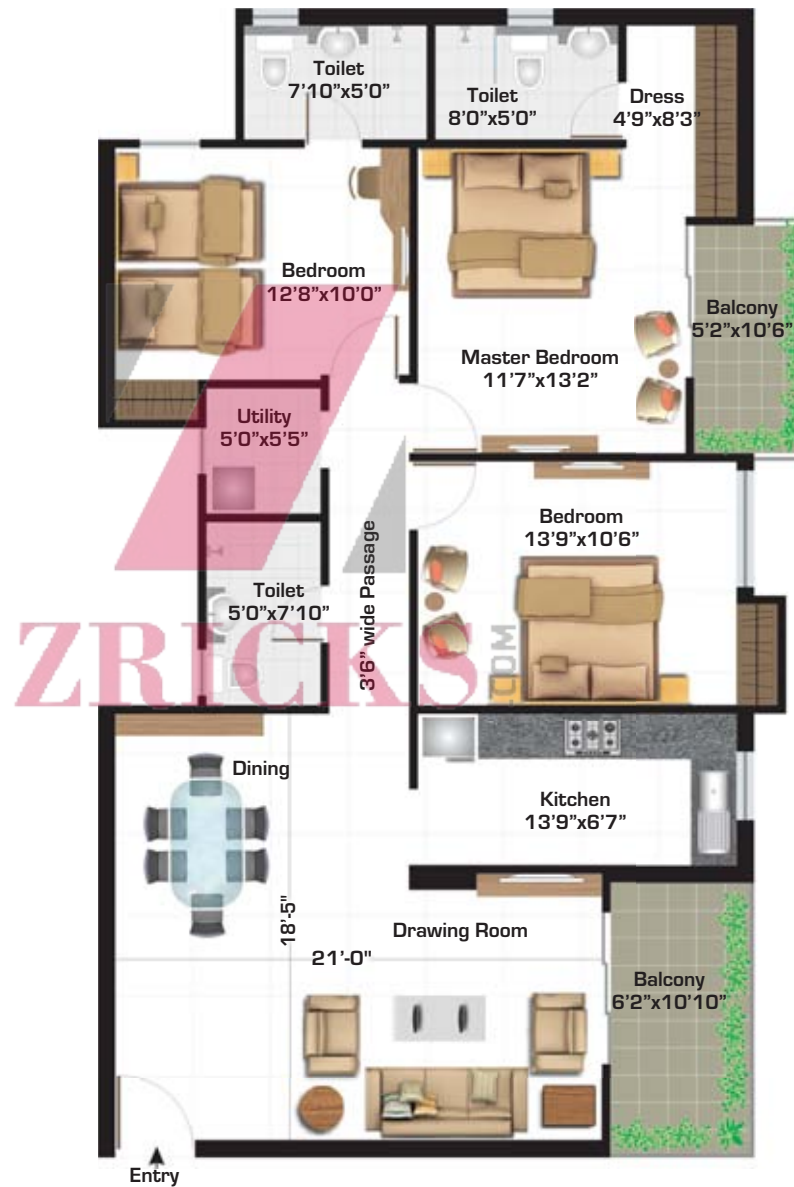 Toilet
7'10"x5'0"
Toilet
8'0"x5'0"
Dress
4'9"x8'3"
Bedroom
12'8"x10'0"
Balcony
5'2"x10'6"
Master Bedroom
11'7"x13'2"
Utility
5'0"x5'5"
Bedroom
13'9"x10'6"
Toilet
5'0"x7'10"
3'6" wide Passage
ZRICKS
.COM
Dining
Kitchen
13'9"x6'7"
18'-5"
Drawing Room
21'-0"
Balcony
6'2"x10'10"
Entry